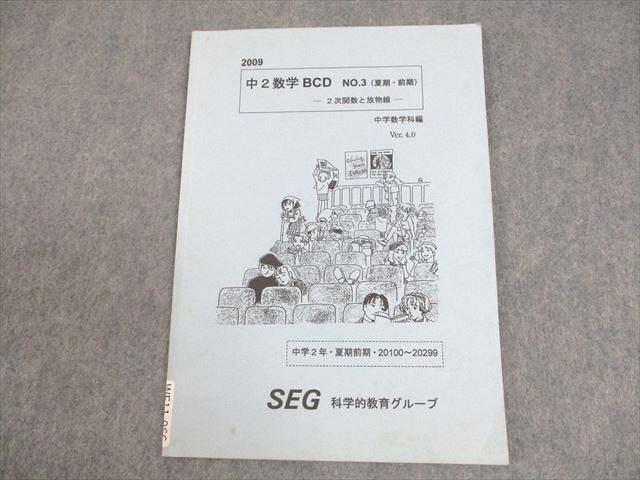 2009
中2数学 BCD NO.3 (夏期・前期)
― 2次関数と放物線 ―
中学数学科編
Ver. 4.0
中学2年・夏期前期・20100～20299
SEG 科学的教育グループ